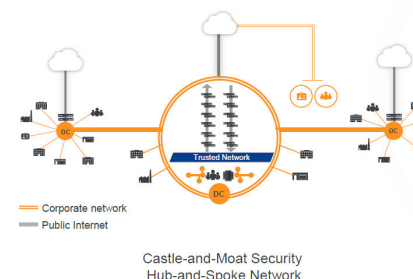 DC
DC
Trusted Network
DC
Corporate network
Public Internet
Castle-and-Moat Security
Hub-and-Spoke Network